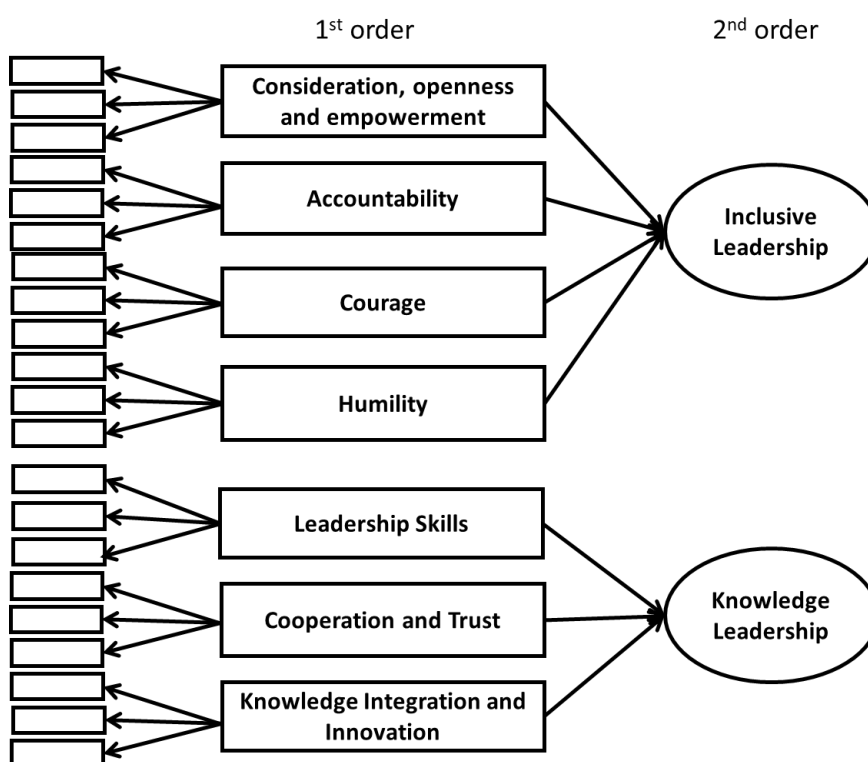 1st order
2nd order
Consideration, openness
and empowerment
Accountability
Inclusive
Leadership
Courage
Humility
Leadership Skills
Cooperation and Trust
Knowledge
Leadership
Knowledge Integration and
Innovation